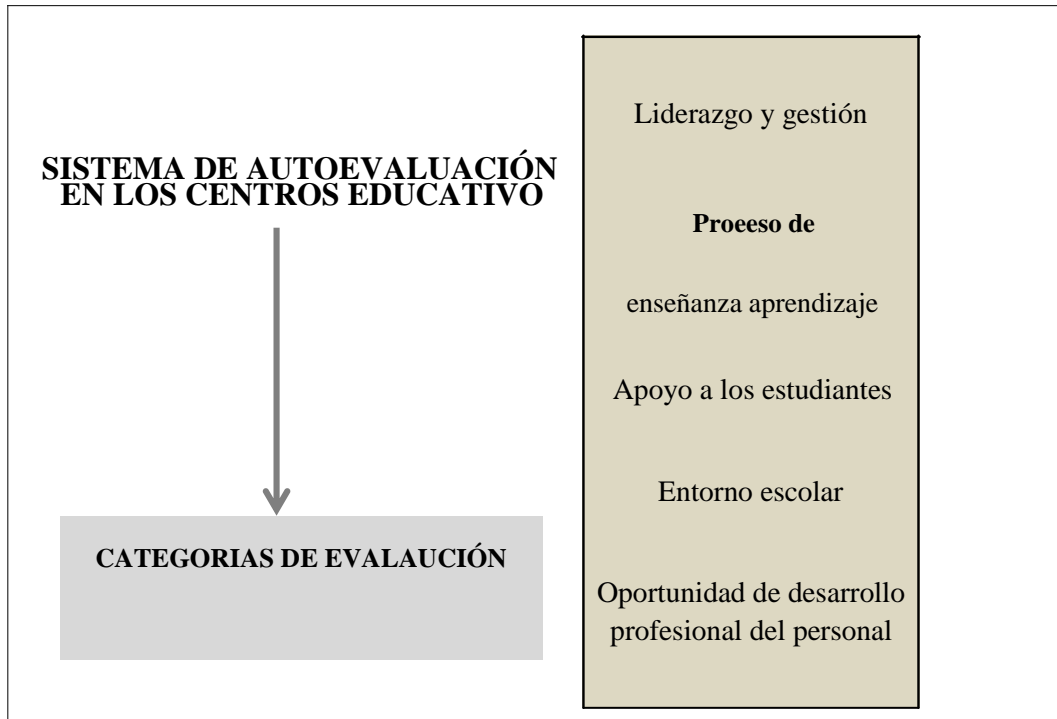 SISTEMA DE AUTOEVALUACIÓN
EN LOS CENTROS EDUCATIVO
CATEGORIAS DE EVALAUCIÓN
Liderazgo y gestión
Proeeso de
enseñanza aprendizaje
Apoyo a los estudiantes
Entorno escolar
Oportunidad de desarrollo
profesional del personal